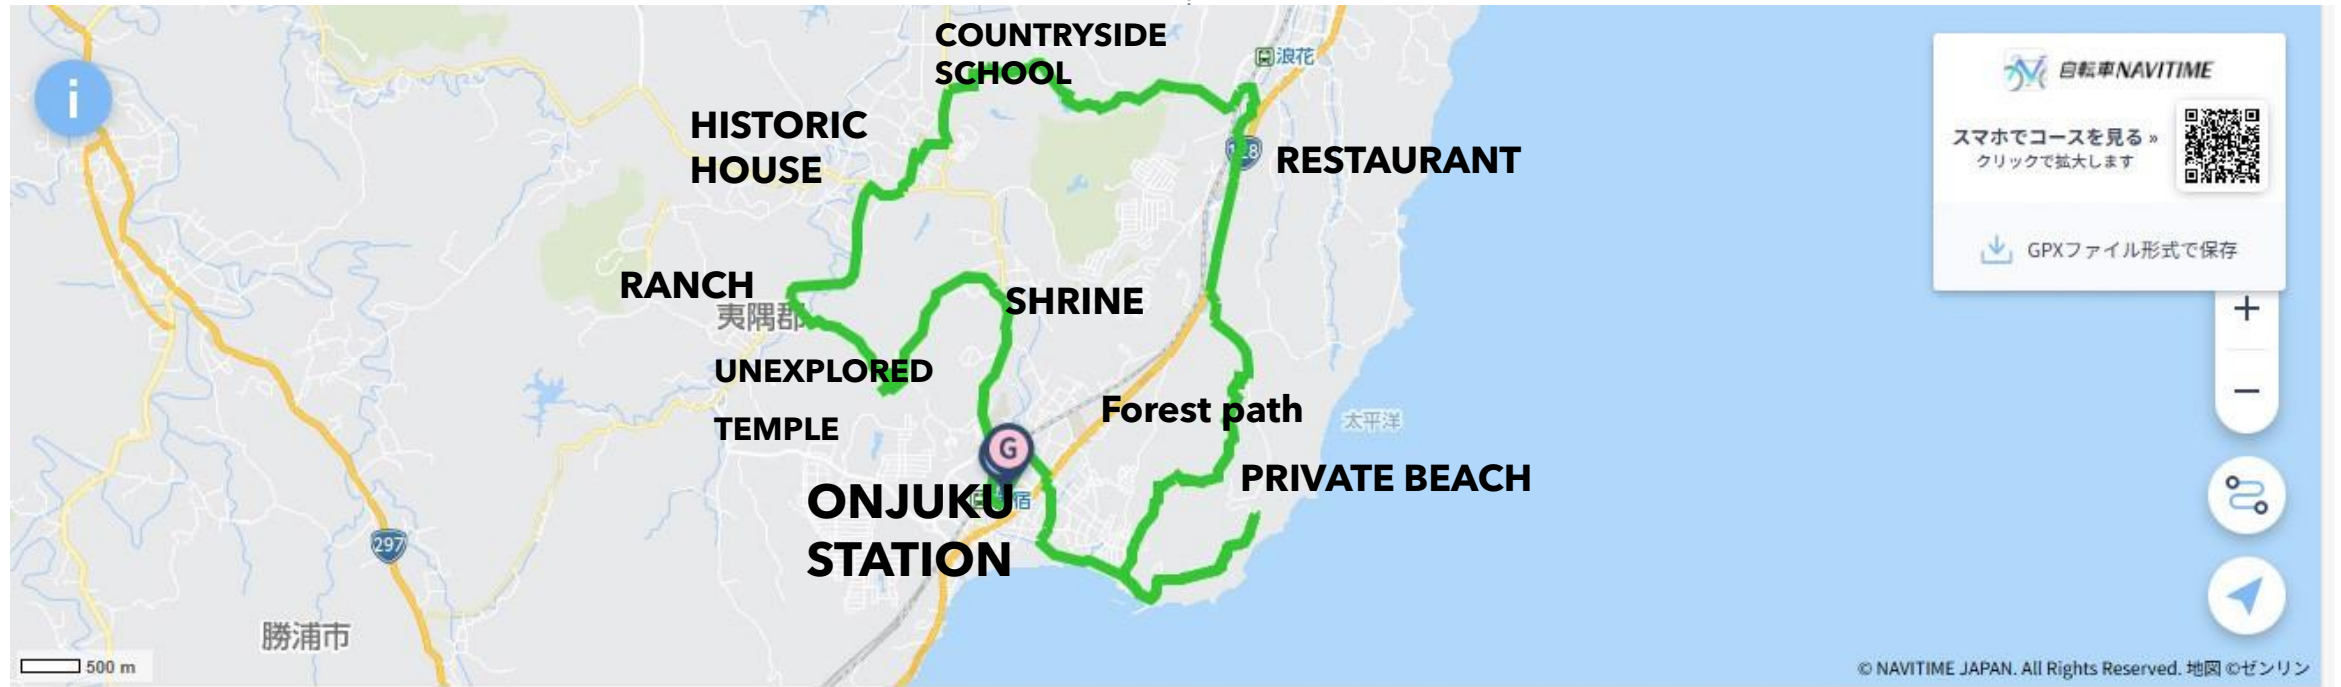 COUNTRYSIDE
SCHOOL
浪花
i
自転車NAVITIME
HISTORIC
HOUSE
スマホでコースを見る »
クリックで拡大します
128
RESTAURANT
GPXファイル形式で保存
RANCH
夷隅郡
SHRINE
+
UNEXPLORED
TEMPLE
−
Forest path
太平洋
G
PRIVATE BEACH
ONJUKU
宿
STATION
297
勝浦市
500 m
© NAVITIME JAPAN. All Rights Reserved. 地図 ©ゼンリン